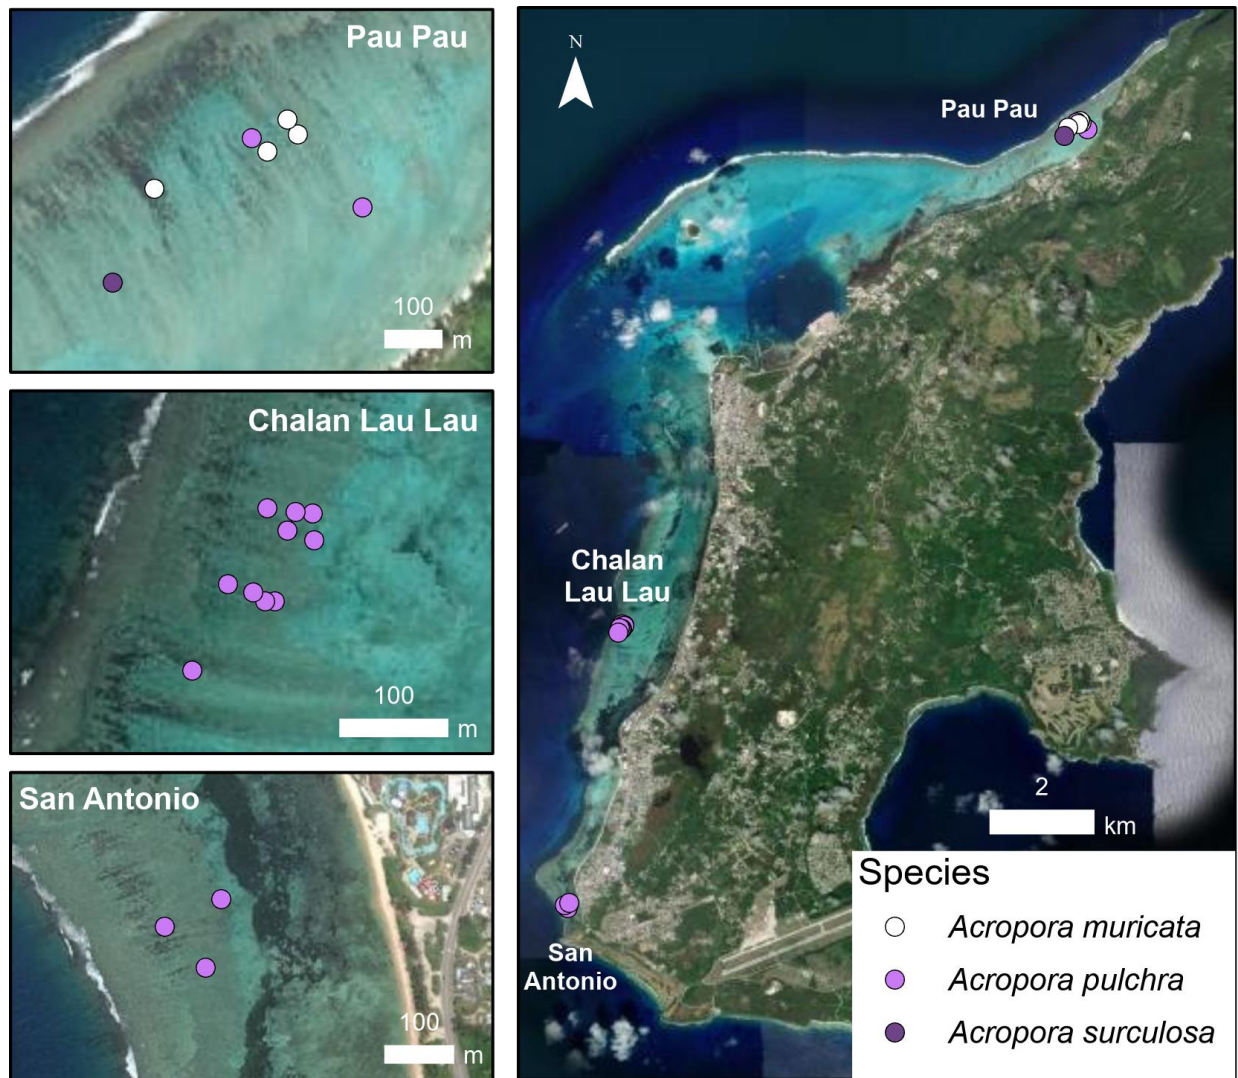 Pau Pau
100
m
Chalan Lau Lau
100
m
San Antonio
100
m
N
Pau Pau
Chalan
Lau Lau
San
Antonio
2
km
Species
Acropora muricata
Acropora pulchra
Acropora surculosa